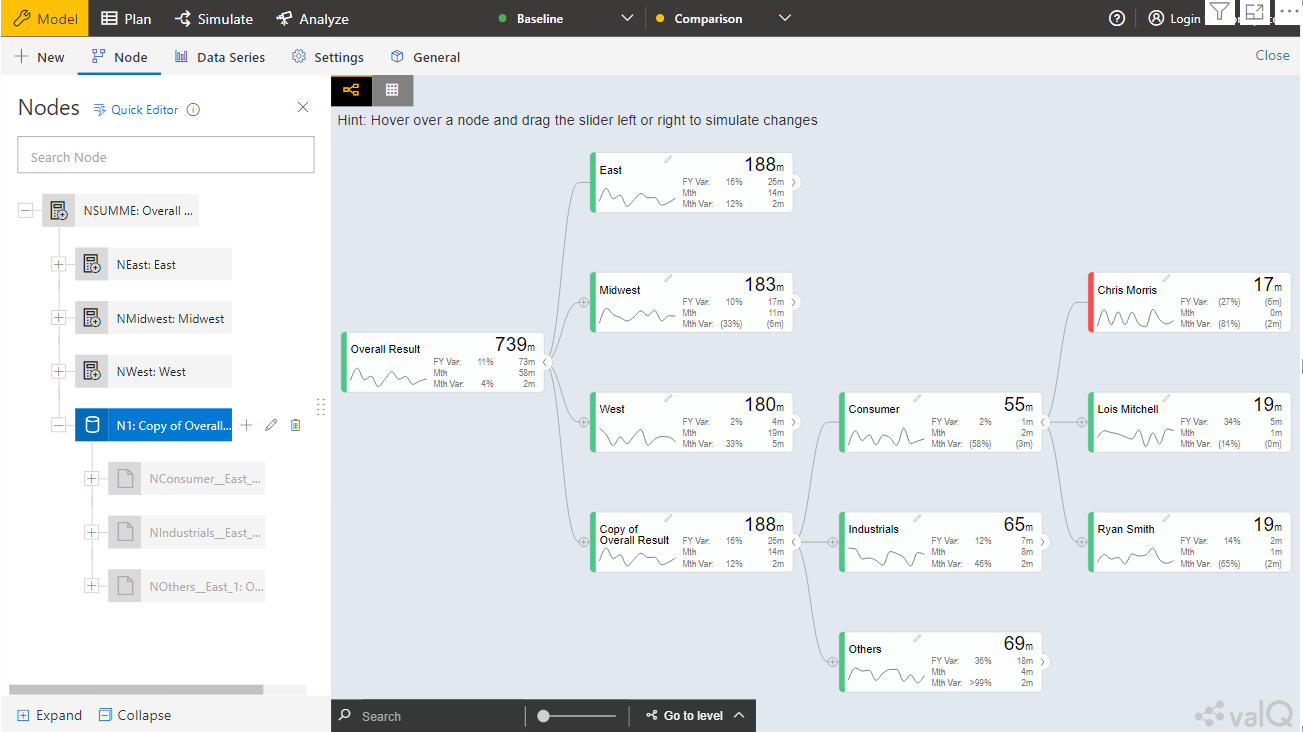 Model Plan Simulate Analyze Baseline Comparison Login
New Node Data Series Settings General Close
Nodes Quick Editor
Search Node
NSUMME: Overall ...
NEast: East
NMidwest: Midwest
NWest: West
N1: Copy of Overall...
NConsumer__East_...
NIndustrials__East_...
NOthers__East_1: O...
Expand Collapse
Hint: Hover over a node and drag the slider left or right to simulate changes
Overall Result 739m
FY Var: 11% 73m
Mth 58m
Mth Var: 4% 2m
East 188m
FY Var: 16% 26m
Mth 14m
Mth Var: 12% 2m
Midwest 183m
FY Var: 10% 17m
Mth 11m
Mth Var: (33%) (6m)
West 180m
FY Var: 2% 4m
Mth 19m
Mth Var: 33% 5m
Copy of
Overall Result 188m
FY Var: 16% 26m
Mth 14m
Mth Var: 12% 2m
Consumer 55m
FY Var: 2% 1m
Mth 2m
Mth Var: (58%) (3m)
Industrials 65m
FY Var: 12% 7m
Mth 8m
Mth Var: 46% 2m
Others 69m
FY Var: 36% 18m
Mth 4m
Mth Var: >99% 2m
Chris Morris 17m
FY Var: (27%) (6m)
Mth 0m
Mth Var: (81%) (2m)
Lois Mitchell 19m
FY Var: 34% 5m
Mth 1m
Mth Var: (14%) (0m)
Ryan Smith 19m
FY Var: 14% 2m
Mth 1m
Mth Var: (65%) (2m)
Search Go to level
valQ